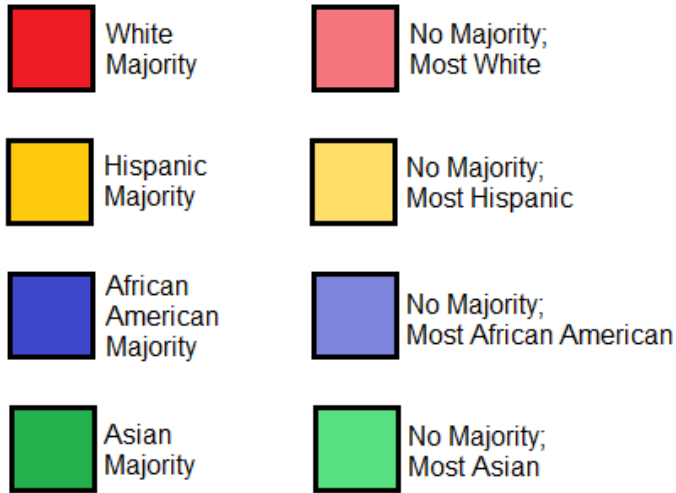 White
Majority
No Majority;
Most White
Hispanic
Majority
No Majority;
Most Hispanic
African
American
Majority
No Majority;
Most African American
Asian
Majority
No Majority;
Most Asian